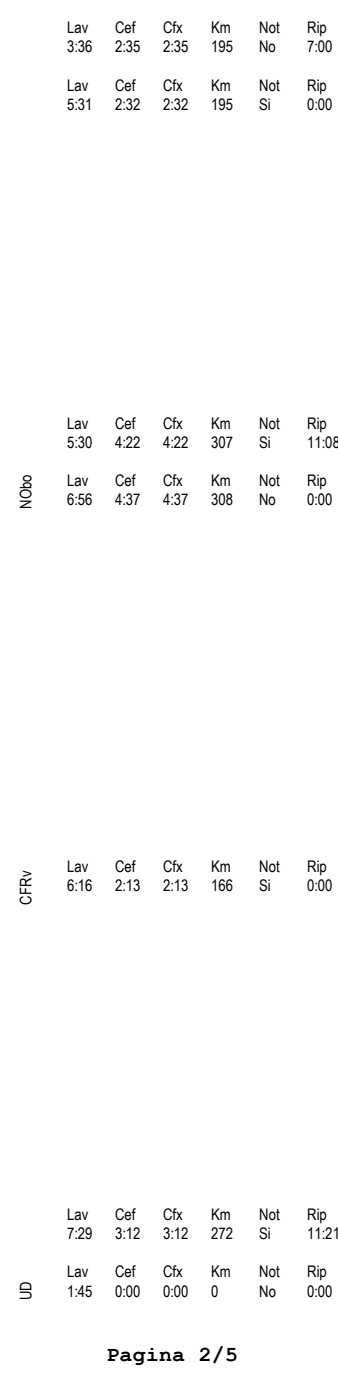 Lav Cef Cfx Km Not Rip
3:36 2:35 2:35 195 No 7:00
Lav Cef Cfx Km Not Rip
5:31 2:32 2:32 195 Si 0:00
Lav Cef Cfx Km Not Rip
5:30 4:22 4:22 307 Si 11:08
NObo
Lav Cef Cfx Km Not Rip
6:56 4:37 4:37 308 No 0:00
CFRv
Lav Cef Cfx Km Not Rip
6:16 2:13 2:13 166 Si 0:00
Lav Cef Cfx Km Not Rip
7:29 3:12 3:12 272 Si 11:21
UD
Lav Cef Cfx Km Not Rip
1:45 0:00 0:00 0 No 0:00
Pagina 2/5